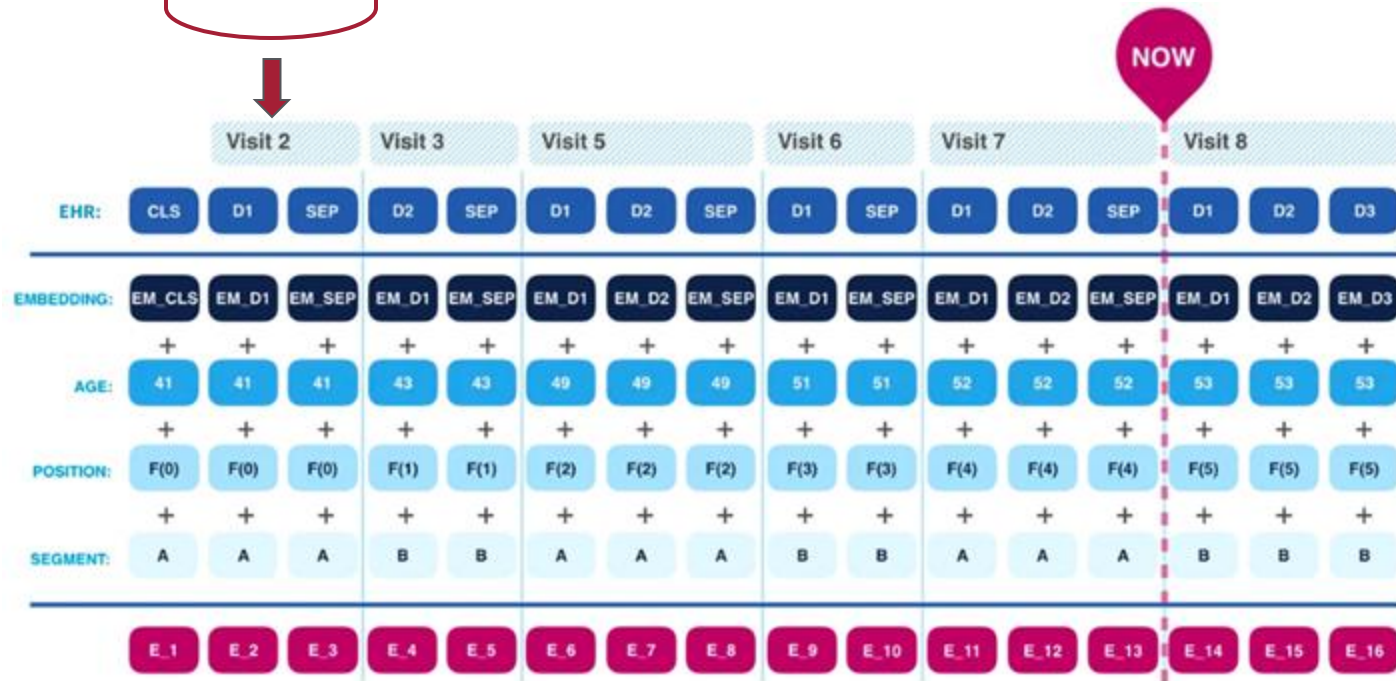 NOW
Visit 2 Visit 3 Visit 5 Visit 6 Visit 7 Visit 8
EHR: CLS D1 SEP D2 SEP D1 D2 SEP D1 SEP D1 D2 SEP D1 D2 D3
EMBEDDING: EM_CLS EM_D1 EM_SEP EM_D1 EM_SEP EM_D1 EM_D2 EM_SEP EM_D1 EM_SEP EM_D1 EM_D2 EM_SEP EM_D1 EM_D2 EM_D3
+ + + + + + + + + + + + + + + +
AGE: 41 41 41 43 43 49 49 49 51 51 52 52 52 53 53 53
+ + + + + + + + + + + + + + + +
POSITION: F(0) F(0) F(0) F(1) F(1) F(2) F(2) F(2) F(3) F(3) F(4) F(4) F(4) F(5) F(5) F(5)
+ + + + + + + + + + + + + + + +
SEGMENT: A A A B B A A A B B A A A B B B
E_1 E_2 E_3 E_4 E_5 E_6 E_7 E_8 E_9 E_10 E_11 E_12 E_13 E_14 E_15 E_16